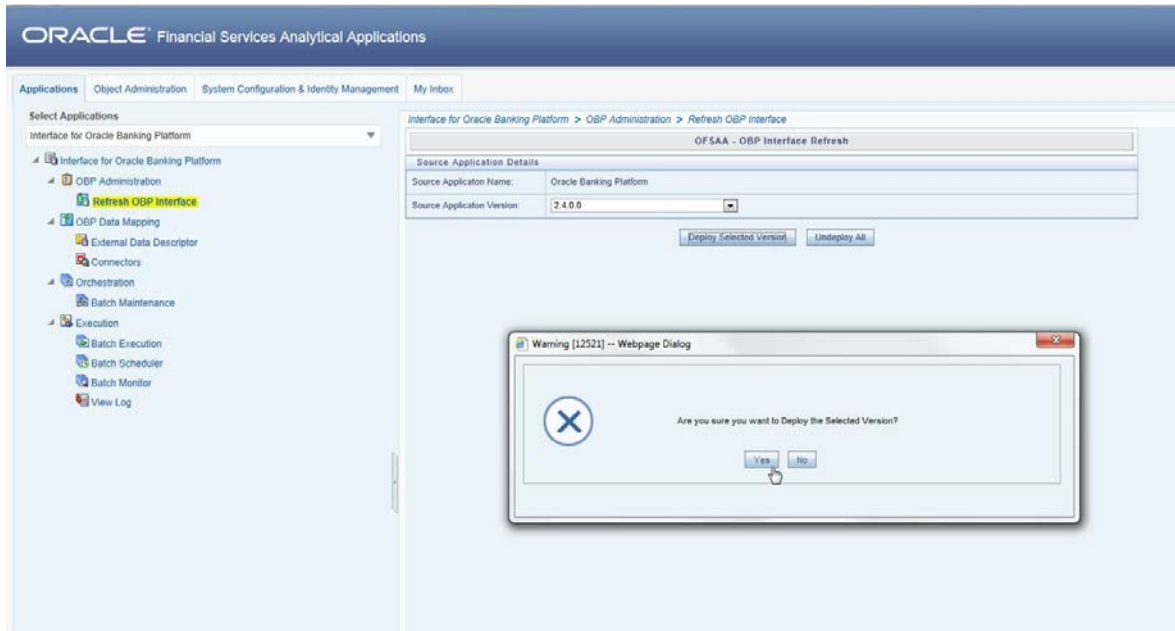 ORACLE® Financial Services Analytical Applications
Applications Object Administration System Configuration & Identity Management My Inbox
Select Applications
Interface for Oracle Banking Platform
Interface for Oracle Banking Platform
OBP Administration
Refresh OBP Interface
OBP Data Mapping
External Data Descriptor
Connectors
Orchestration
Batch Maintenance
Execution
Batch Execution
Batch Scheduler
Batch Monitor
View Log
Interface for Oracle Banking Platform > OBP Administration > Refresh OBP Interface
OFSAA - OBP Interface Refresh
Source Application Details
Source Applicaton Name: Oracle Banking Platform
Source Applicaton Version: 2.4.0.0
Deploy Selected Version Undeploy All
Warning [12521] -- Webpage Dialog
Are you sure you want to Deploy the Selected Version?
Yes No